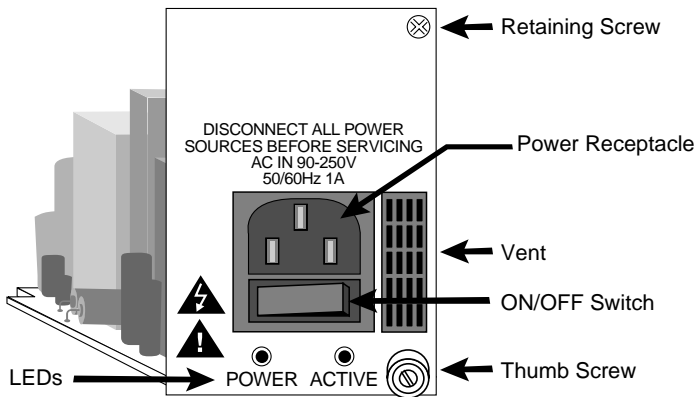 Retaining Screw
DISCONNECT ALL POWER
SOURCES BEFORE SERVICING
AC IN 90-250V
50/60Hz 1A
Power Receptacle
Vent
ON/OFF Switch
!
LEDs
POWER ACTIVE
Thumb Screw